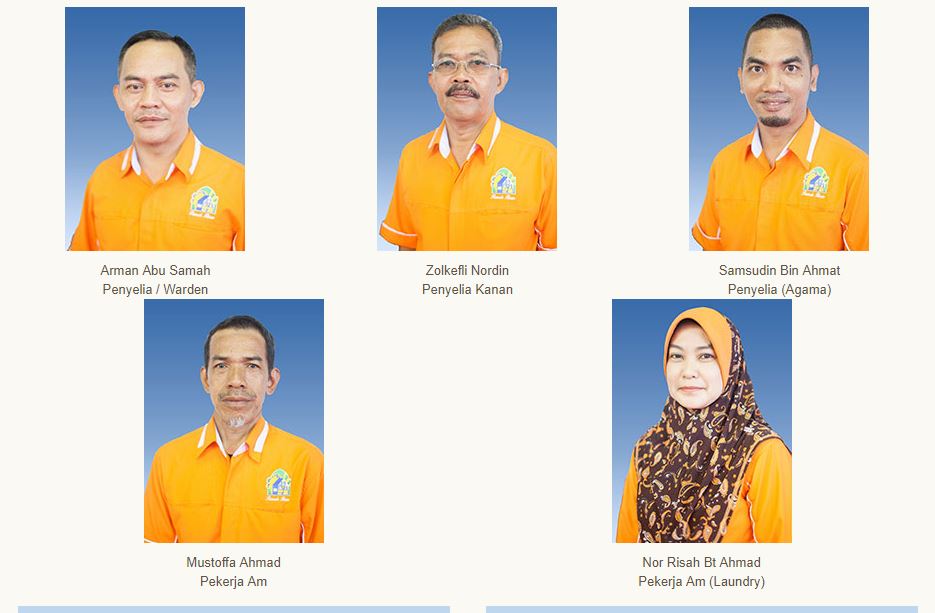 Arman Abu Samah
Penyelia / Warden
Zolkefli Nordin
Penyelia Kanan
Samsudin Bin Ahmat
Penyelia (Agama)
Mustoffa Ahmad
Pekerja Am
Nor Risah Bt Ahmad
Pekerja Am (Laundry)